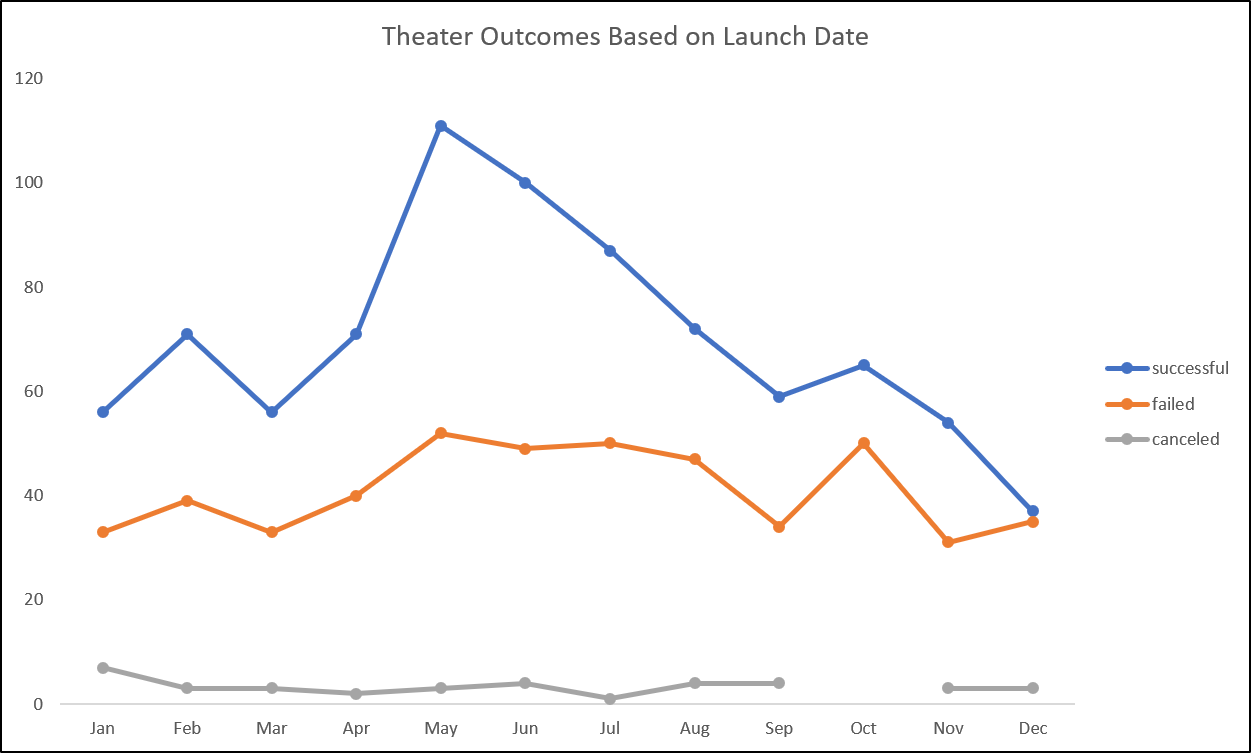 Theater Outcomes Based on Launch Date
120
100
80
60
40
20
0
Jan Feb Mar Apr May Jun Jul Aug Sep Oct Nov Dec
successful
failed
canceled